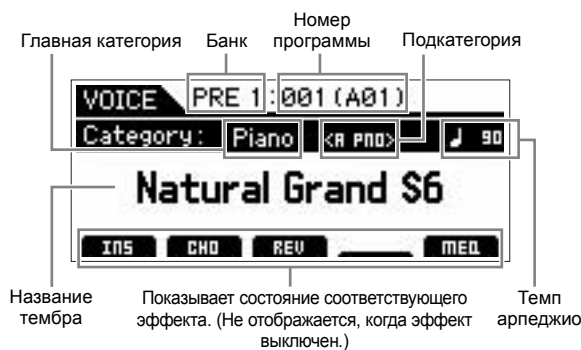 Номер
Главная категория Банк программы Подкатегория
VOICE PRE 1 : 001 (A01)
Category: Piano <A PNO> ♩ 90
Natural Grand S6
INS CHO REV MEQ
Название тембра
Показывает состояние соответствующего
эффекта. (Не отображается, когда эффект
выключен.)
Темп арпеджио